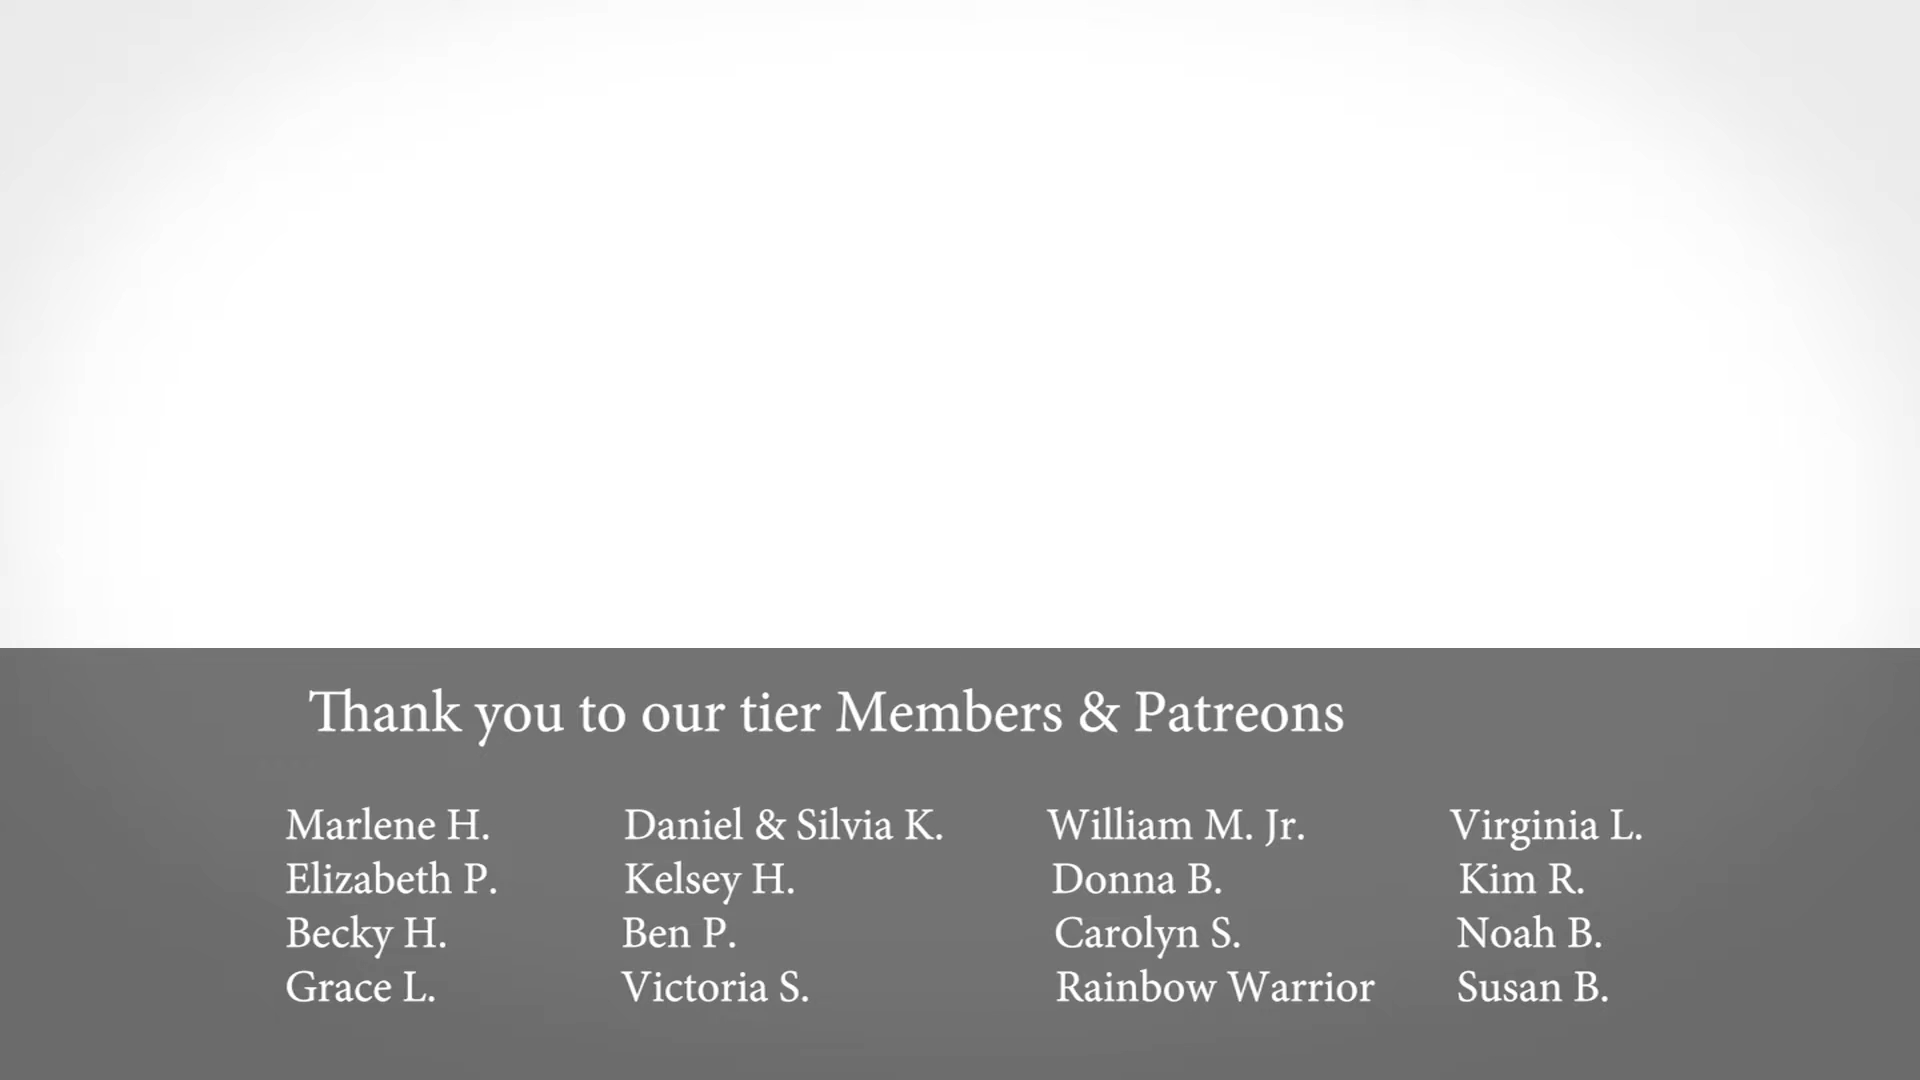 Thank you to our tier Members & Patreons
Marlene H. Daniel & Silvia K. William M. Jr. Virginia L.
Elizabeth P. Kelsey H. Donna B. Kim R.
Becky H. Ben P. Carolyn S. Noah B.
Grace L. Victoria S. Rainbow Warrior Susan B.